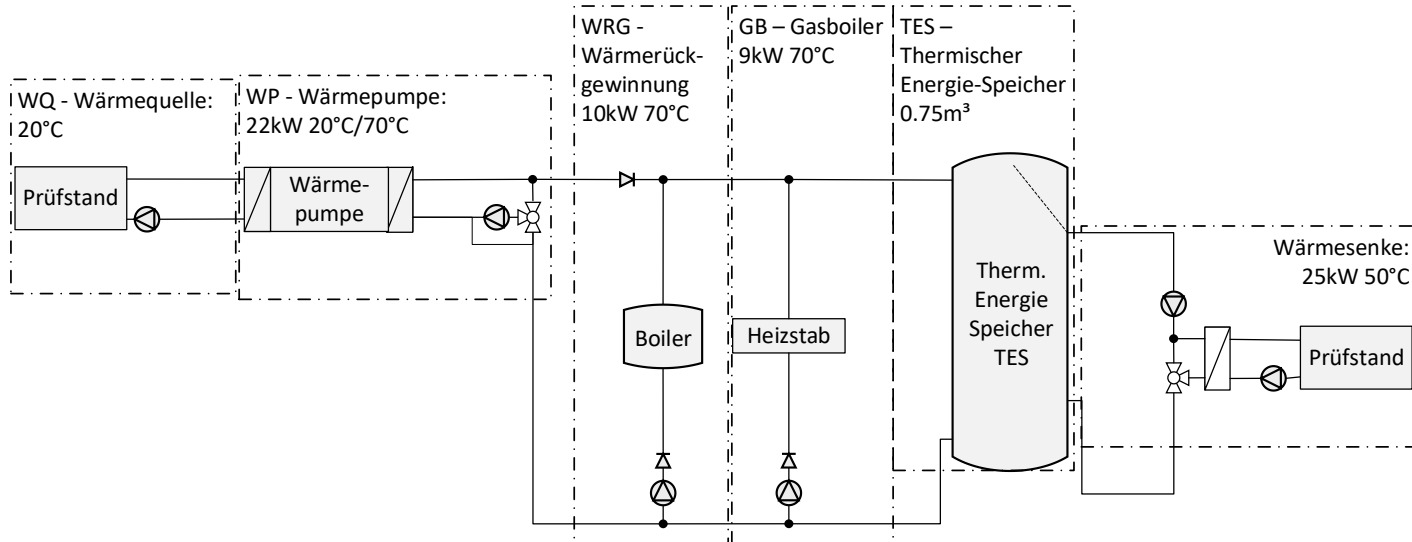 WQ - Wärmequelle:
20°C
Prüfstand
WP - Wärmepumpe:
22kW 20°C/70°C
Wärme-
pumpe
WRG -
Wärmerück-
gewinnung
10kW 70°C
Boiler
GB – Gasboiler
9kW 70°C
Heizstab
TES –
Thermischer
Energie-Speicher
0.75m³
Therm.
Energie
Speicher
TES
Wärmesenke:
25kW 50°C
Prüfstand